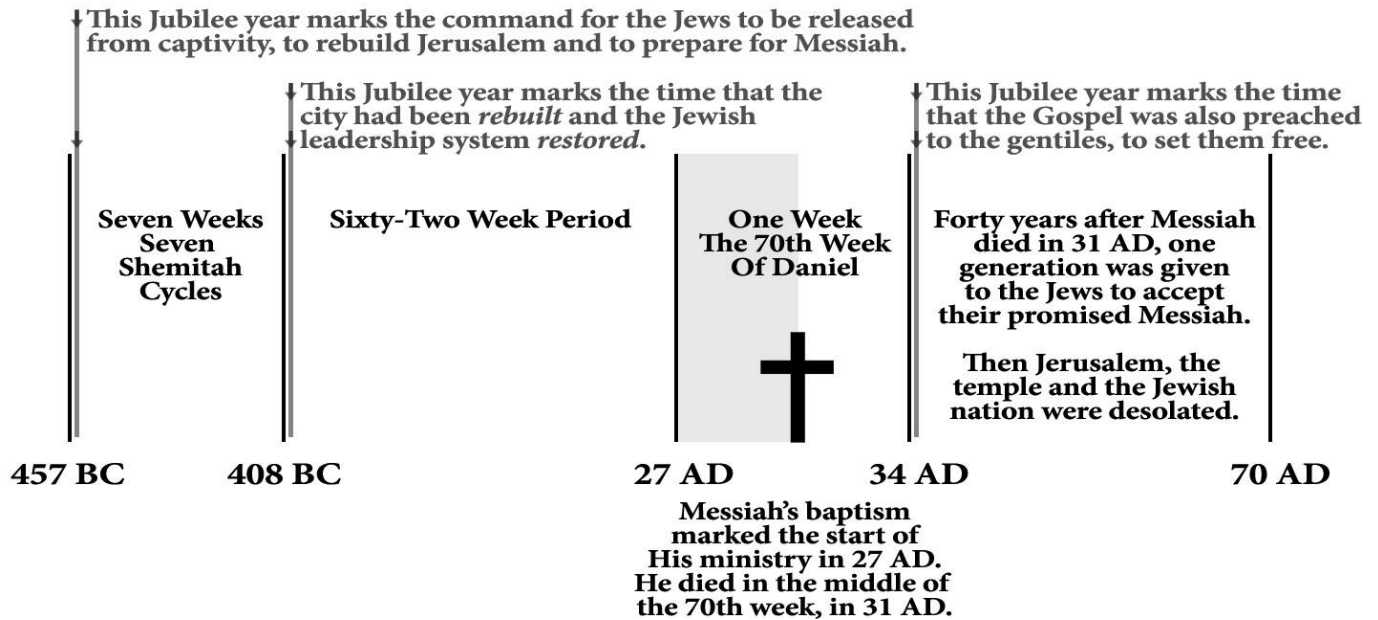 This Jubilee year marks the command for the Jews to be released
from captivity, to rebuild Jerusalem and to prepare for Messiah.
This Jubilee year marks the time that the
city had been rebuilt and the Jewish
leadership system restored.
This Jubilee year marks the time
that the Gospel was also preached
to the gentiles, to set them free.
Seven Weeks
Seven
Shemitah
Cycles
Sixty-Two Week Period
One Week
The 70th Week
Of Daniel
Forty years after Messiah
died in 31 AD, one
generation was given
to the Jews to accept
their promised Messiah.
Then Jerusalem, the
temple and the Jewish
nation were desolated.
457 BC
408 BC
27 AD
34 AD
70 AD
Messiah's baptism
marked the start of
His ministry in 27 AD.
He died in the middle of
the 70th week, in 31 AD.